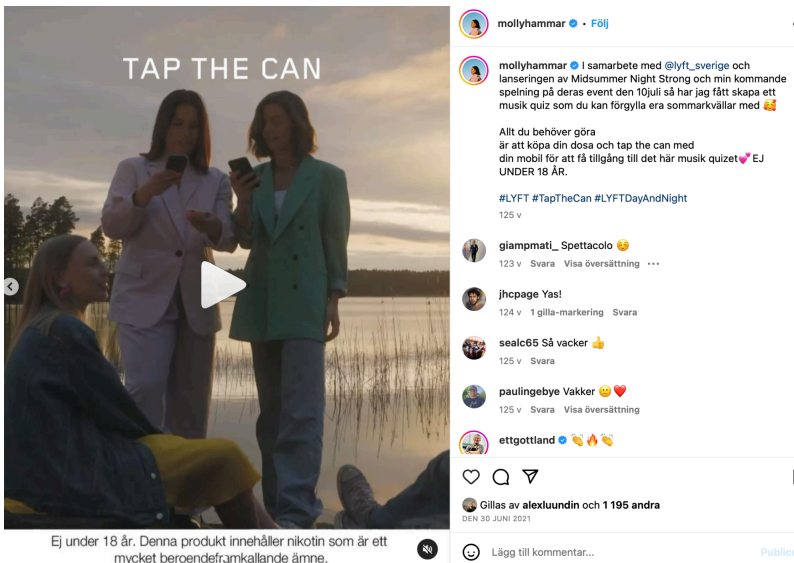 TAP THE CAN
Ej under 18 år. Denna produkt innehåller nikotin som är ett
mycket beroendeframkallande ämne.
mollyhammar • Följ
mollyhammar I samarbete med @lyft_sverige och
lanseringen av Midsummer Night Strong och min kommande
spelning på deras event den 10juli så har jag fått skapa ett
musik quiz som du kan förgylla era sommarkvällar med 🥰
Allt du behöver göra
är att köpa din dosa och tap the can med
din mobil för att få tillgång till det här musik quizet💕EJ
UNDER 18 ÅR.
#LYFT #TapTheCan #LYFTDayAndNight
125 v
giampmati_ Spettacolo ☺️
123 v Svara Visa översättning •••
jhcpage Yas!
124 v 1 gilla-markering Svara
sealc65 Så vacker 👍
125 v Svara
paulingebye Vakker 🙂❤️
125 v Svara Visa översättning
ettgottland 👏🔥👏
Gillas av alexluundin och 1 195 andra
DEN 30 JUNI 2021
Lägg till kommentar...